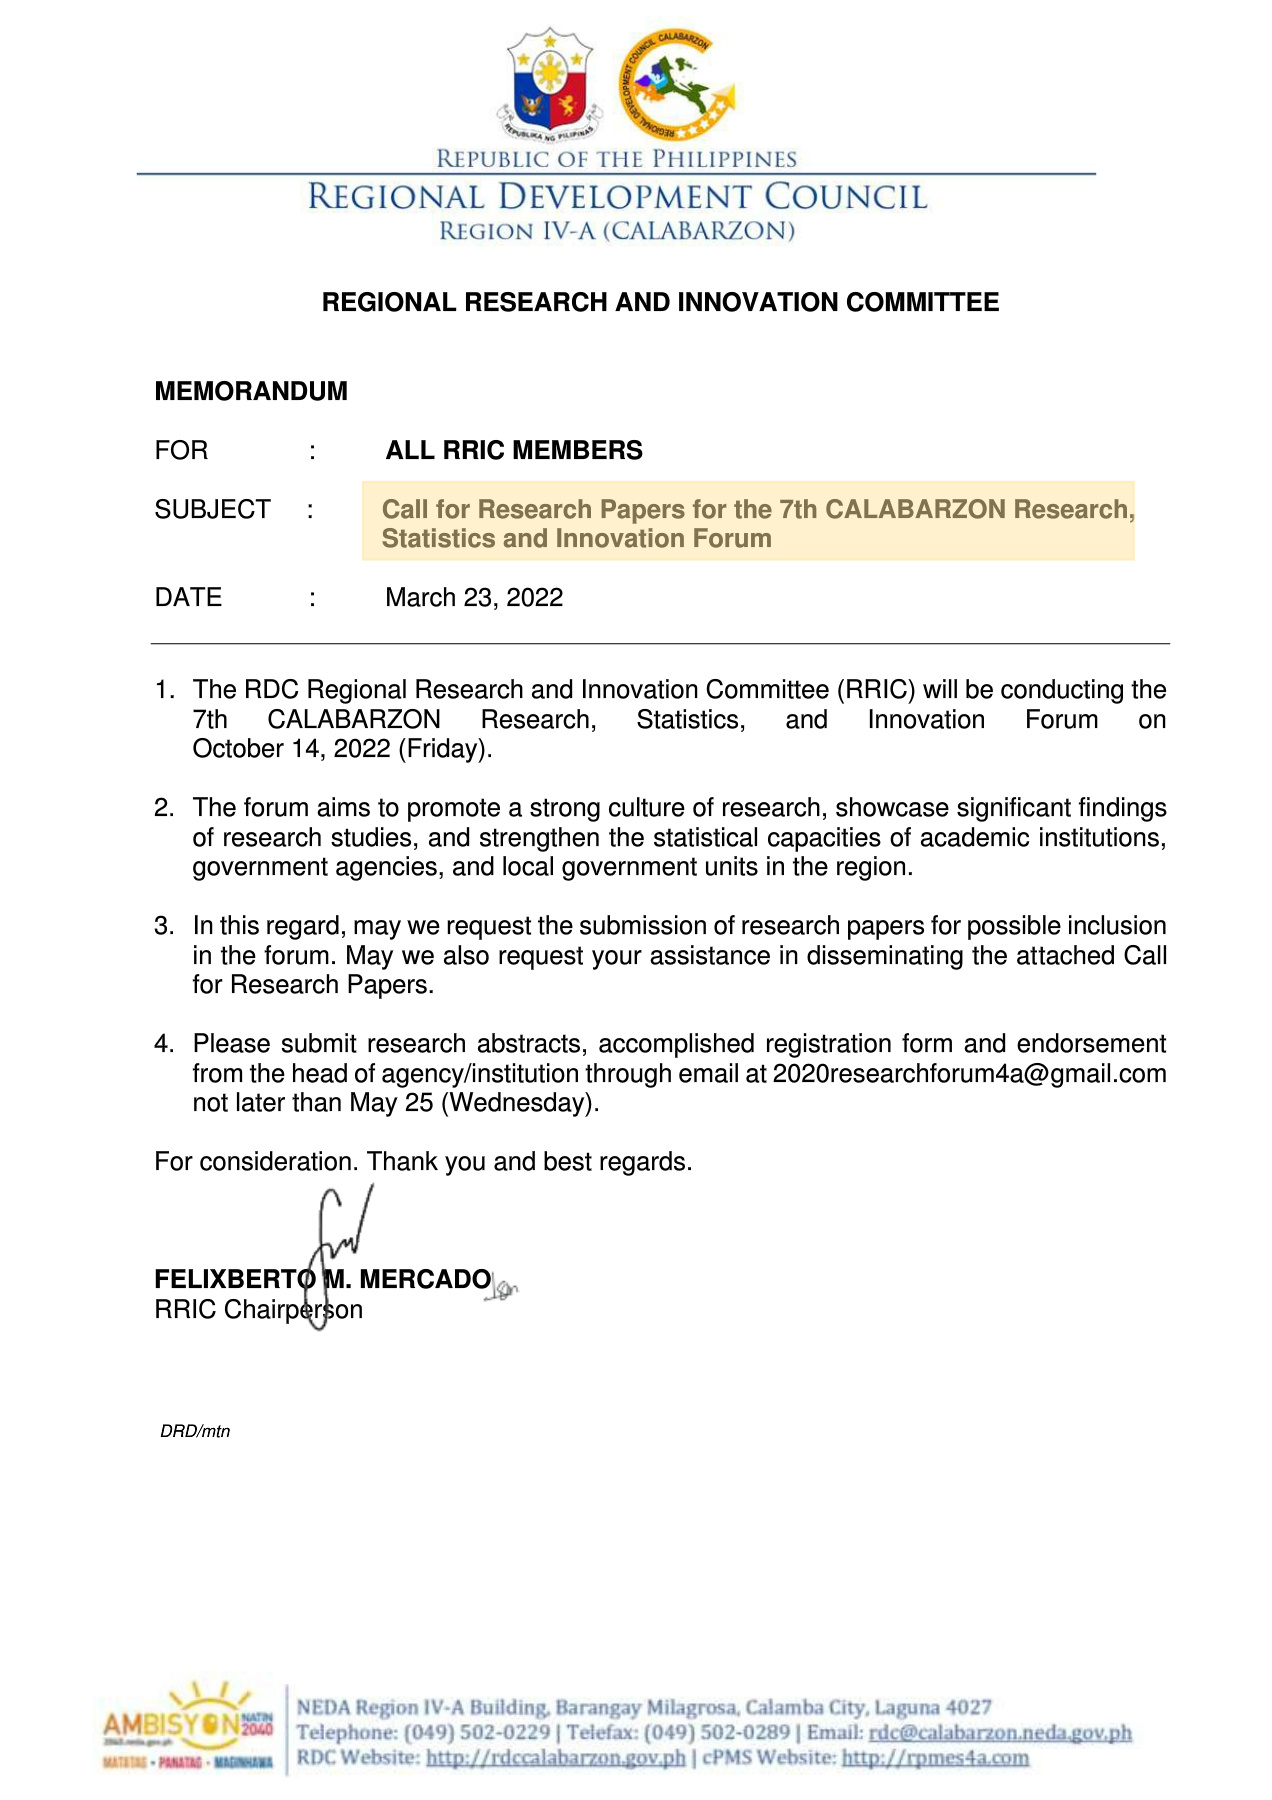 REPUBLIKA NG PILIPINAS
REGIONAL DEVELOPMENT COUNCIL CALABARZON
REPUBLIC OF THE PHILIPPINES
REGIONAL DEVELOPMENT COUNCIL
REGION IV-A (CALABARZON)
REGIONAL RESEARCH AND INNOVATION COMMITTEE
MEMORANDUM
FOR : ALL RRIC MEMBERS
SUBJECT : Call for Research Papers for the 7th CALABARZON Research,
Statistics and Innovation Forum
DATE : March 23, 2022
1. The RDC Regional Research and Innovation Committee (RRIC) will be conducting the
7th CALABARZON Research, Statistics, and Innovation Forum on
October 14, 2022 (Friday).
2. The forum aims to promote a strong culture of research, showcase significant findings
of research studies, and strengthen the statistical capacities of academic institutions,
government agencies, and local government units in the region.
3. In this regard, may we request the submission of research papers for possible inclusion
in the forum. May we also request your assistance in disseminating the attached Call
for Research Papers.
4. Please submit research abstracts, accomplished registration form and endorsement
from the head of agency/institution through email at 2020researchforum4a@gmail.com
not later than May 25 (Wednesday).
For consideration. Thank you and best regards.
FELIXBERTO M. MERCADO
RRIC Chairperson
DRD/mtn
AMBISYON NATIN 2040
2040.neda.gov.ph
MATATAG • PANATAG • MAGINHAWA
NEDA Region IV-A Building, Barangay Milagrosa, Calamba City, Laguna 4027
Telephone: (049) 502-0229 | Telefax: (049) 502-0289 | Email: rdc@calabarzon.neda.gov.ph
RDC Website: http://rdccalabarzon.gov.ph | cPMS Website: http://rpmes4a.com